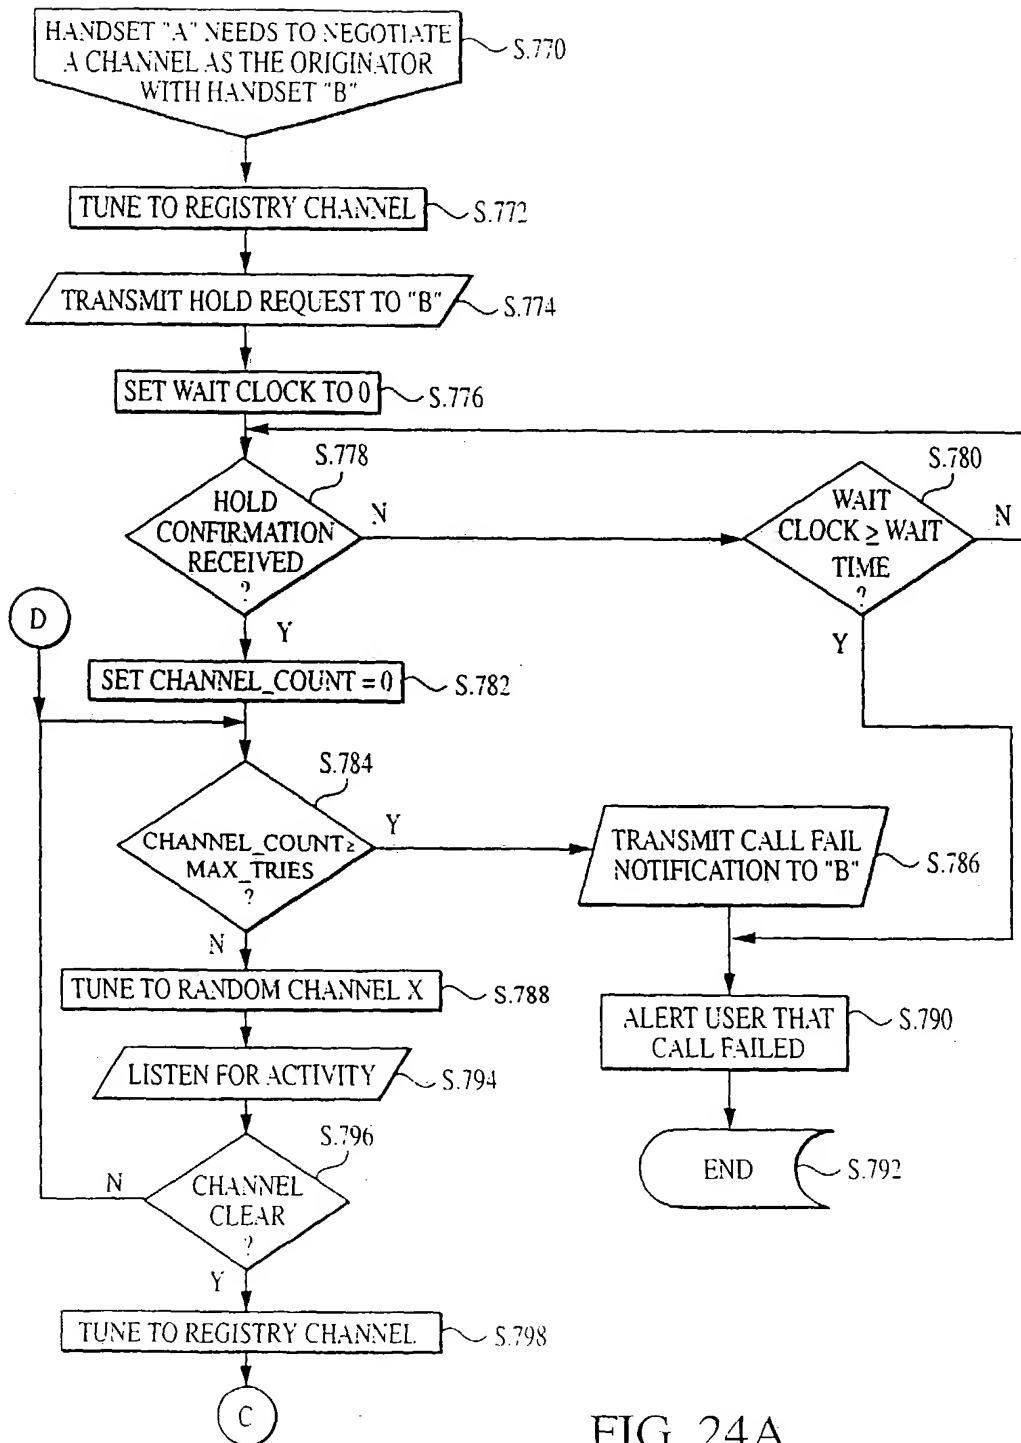 HANDSET "A" NEEDS TO NEGOTIATE
A CHANNEL AS THE ORIGINATOR
WITH HANDSET "B"
S.770
TUNE TO REGISTRY CHANNEL
S.772
TRANSMIT HOLD REQUEST TO "B"
S.774
SET WAIT CLOCK TO 0
S.776
S.778
HOLD
CONFIRMATION
RECEIVED
?
N
Y
S.780
WAIT
CLOCK ≥ WAIT
TIME
?
N
Y
D
SET CHANNEL_COUNT = 0
S.782
S.784
CHANNEL_COUNT ≥
MAX_TRIES
?
Y
N
TRANSMIT CALL FAIL
NOTIFICATION TO "B"
S.786
TUNE TO RANDOM CHANNEL X
S.788
ALERT USER THAT
CALL FAILED
S.790
LISTEN FOR ACTIVITY
S.794
END
S.792
S.796
CHANNEL
CLEAR
?
N
Y
TUNE TO REGISTRY CHANNEL
S.798
C
FIG. 24A